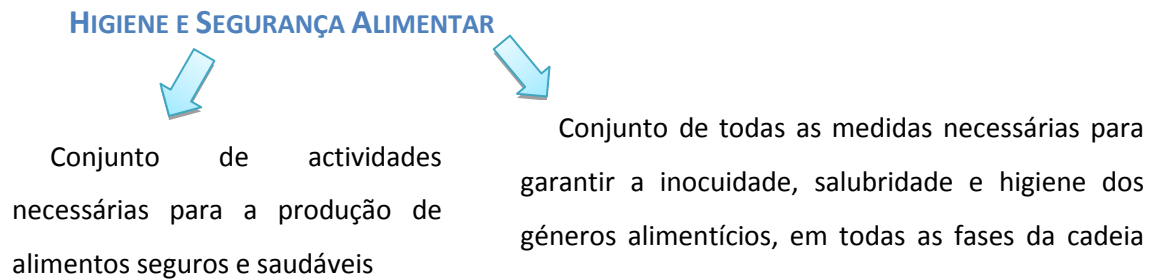 HIGIENE E SEGURANÇA ALIMENTAR
Conjunto de actividades
necessárias para a produção de
alimentos seguros e saudáveis
Conjunto de todas as medidas necessárias para
garantir a inocuidade, salubridade e higiene dos
géneros alimentícios, em todas as fases da cadeia